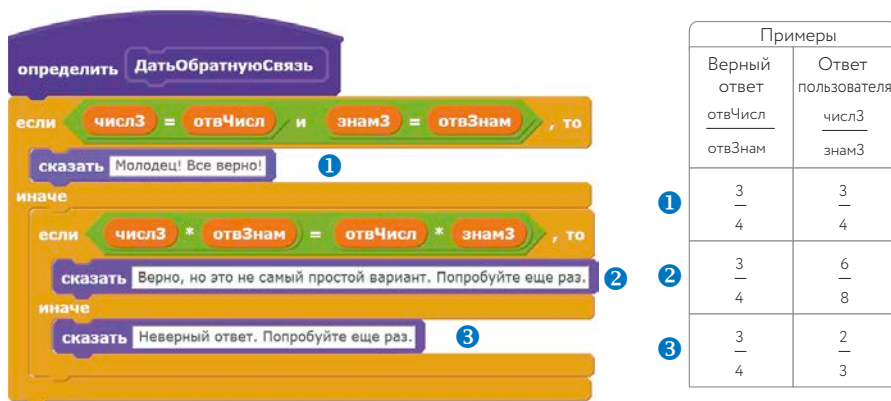 определить ДатьОбратнуюСвязь
если числ3 = отвЧисл и знам3 = отвЗнам , то
сказать Молодец! Все верно! 1
иначе
если числ3 * отвЗнам = отвЧисл * знам3 , то
сказать Верно, но это не самый простой вариант. Попробуйте еще раз. 2
иначе
сказать Неверный ответ. Попробуйте еще раз. 3
Примеры
Верный Ответ
ответ пользователя
отвЧисл числ3
отвЗнам знам3
1
3 3
4 4
2
3 6
4 8
3
3 2
4 3